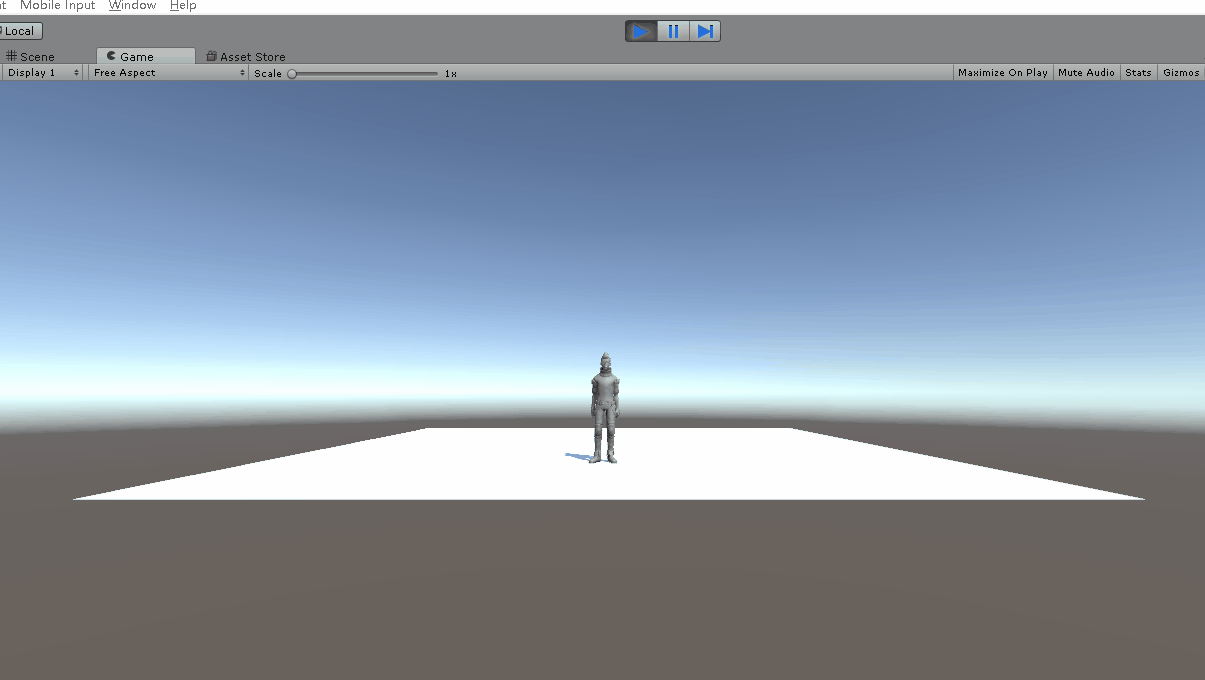 nt Mobile Input Window Help
Local
Scene Game Asset Store
Display 1 Free Aspect Scale 1x Maximize On Play Mute Audio Stats Gizmos